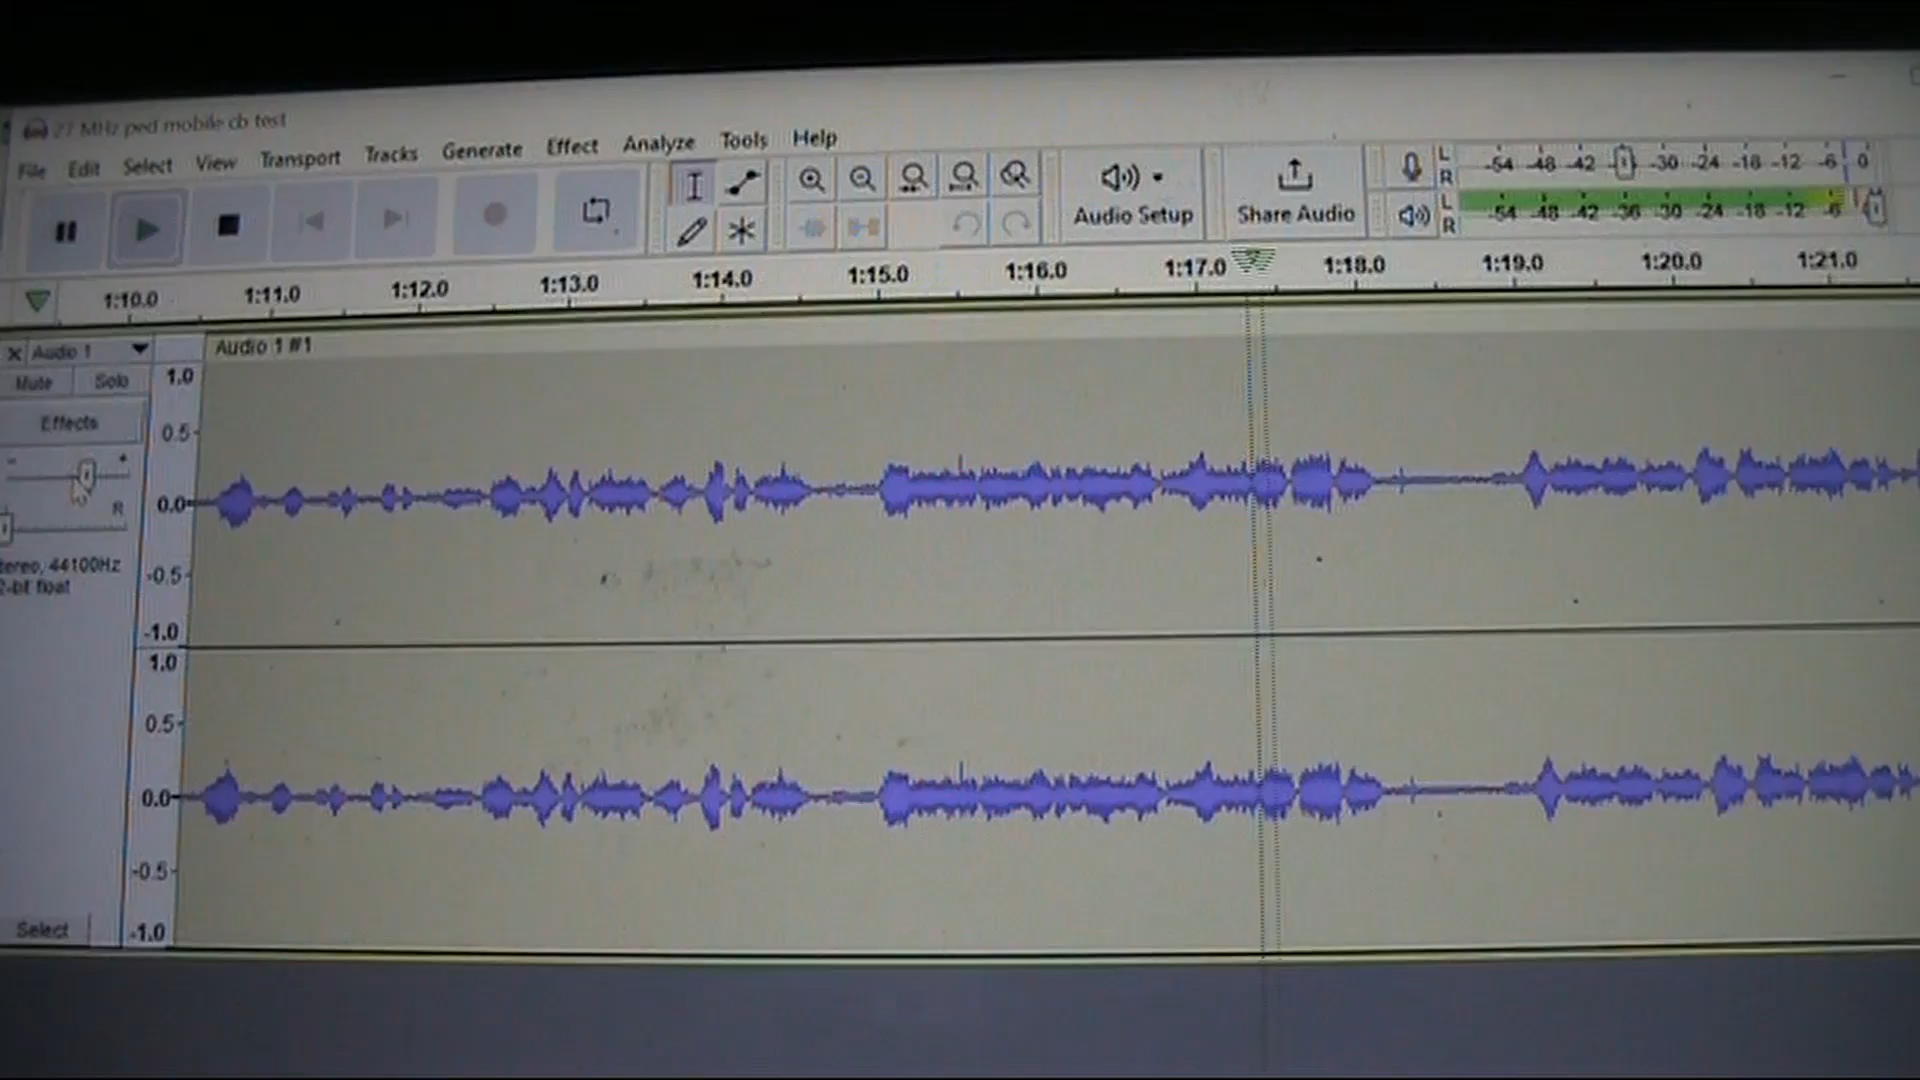 27 MHz ped mobile cb test
File Edit Select View Transport Tracks Generate Effect Analyze Tools Help
L
R
-54 -48 -42 -30 -24 -18 -12 -6 0
Audio Setup
Share Audio
L
R
-54 -48 -42 -36 -30 -24 -18 -12 -6
1:10.0 1:11.0 1:12.0 1:13.0 1:14.0 1:15.0 1:16.0 1:17.0 1:18.0 1:19.0 1:20.0 1:21.0
Audio 1
Audio 1 #1
Mute Solo
Effects
- +
R
tereo, 44100Hz
2-bit float
1.0
0.5
0.0
-0.5
-1.0
1.0
0.5
0.0
-0.5
-1.0
Select